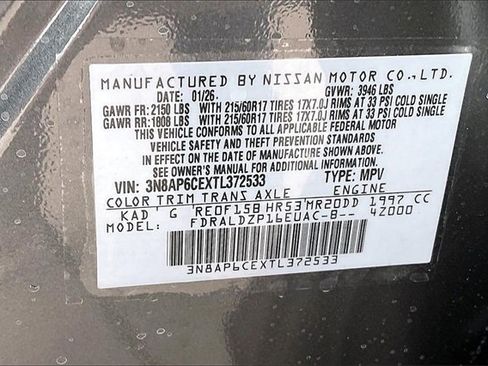 MANUFACTURED BY NISSAN MOTOR CO., LTD.
DATE: 01/26. GVWR: 3946 LBS
GAWR FR: 2150 LBS WITH 215/60R17 TIRES 17X7.0J RIMS AT 33 PSI COLD SINGLE
GAWR RR: 1808 LBS WITH 215/60R17 TIRES 17X7.0J RIMS AT 33 PSI COLD SINGLE
THIS VEHICLE CONFORMS TO ALL APPLICABLE FEDERAL MOTOR
VEHICLE SAFETY AND THEFT PREVENTION STANDARDS
IN EFFECT ON THE DATE OF MANUFACTURE SHOWN ABOVE.
SEE OWNER'S MANUAL FOR ADDITIONAL INFORMATION.
VIN: 3N8AP6CEXTL372533 TYPE: MPV
COLOR TRIM TRANS AXLE ENGINE
KAD G RE0F15B HR53 MR20DD 1997 CC
MODEL: FDRALDZP16EUAC-B-- 4Z000
3N8AP6CEXTL372533